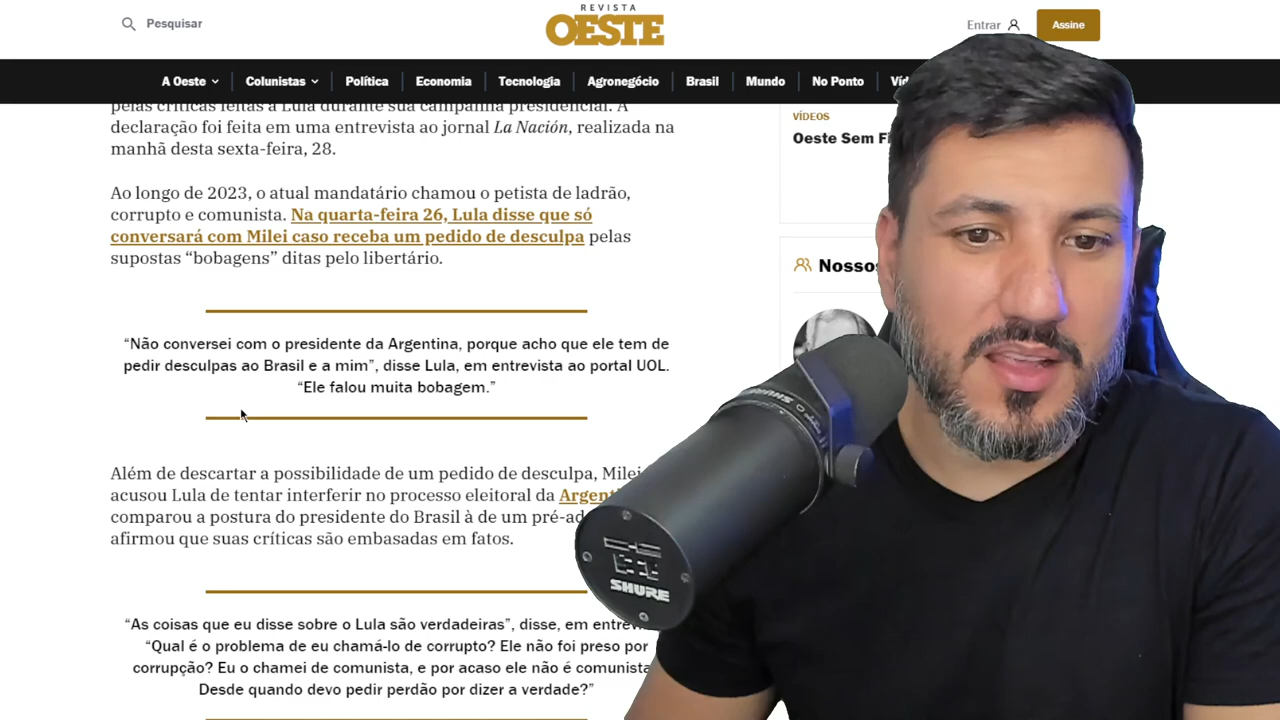 Pesquisar
REVISTA
OESTE
Entrar
Assine
A Oeste
Colunistas
Política
Economia
Tecnologia
Agronegócio
Brasil
Mundo
No Ponto
pelas críticas feitas a Lula durante sua campanha presidencial. A
declaração foi feita em uma entrevista ao jornal La Nación, realizada na
manhã desta sexta-feira, 28.
Ao longo de 2023, o atual mandatário chamou o petista de ladrão,
corrupto e comunista. Na quarta-feira 26, Lula disse que só
conversará com Milei caso receba um pedido de desculpa pelas
supostas “bobagens” ditas pelo libertário.
“Não conversei com o presidente da Argentina, porque acho que ele tem de
pedir desculpas ao Brasil e a mim”, disse Lula, em entrevista ao portal UOL.
“Ele falou muita bobagem.”
Além de descartar a possibilidade de um pedido de desculpa, Milei
acusou Lula de tentar interferir no processo eleitoral da
comparou a postura do presidente do Brasil à de um
afirmou que suas críticas são embasadas em fatos.
“As coisas que eu disse sobre o Lula são verdadeiras”, disse, em
“Qual é o problema de eu chamá-lo de corrupto? Ele não foi preso por
corrupção? Eu o chamei de comunista, e por acaso ele não é comunista
Desde quando devo pedir perdão por dizer a verdade?”
VÍDEOS
Oeste Sem
SHURE